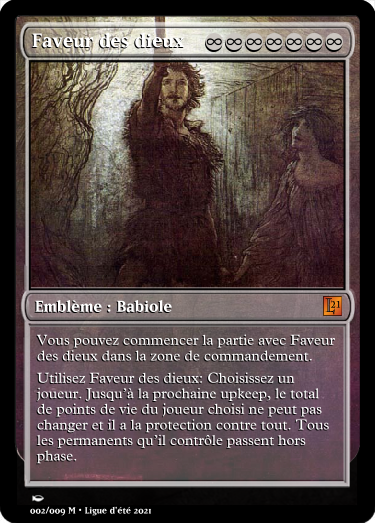 Faveur des dieux ∞∞∞∞∞∞∞
Emblème : Babiole
L21
Vous pouvez commencer la partie avec Faveur
des dieux dans la zone de commandement.
Utilisez Faveur des dieux: Choisissez un
joueur. Jusqu'à la prochaine upkeep, le total
de points de vie du joueur choisi ne peut pas
changer et il a la protection contre tout. Tous
les permanents qu'il contrôle passent hors
phase.
002/009 M • Ligue d'été 2021